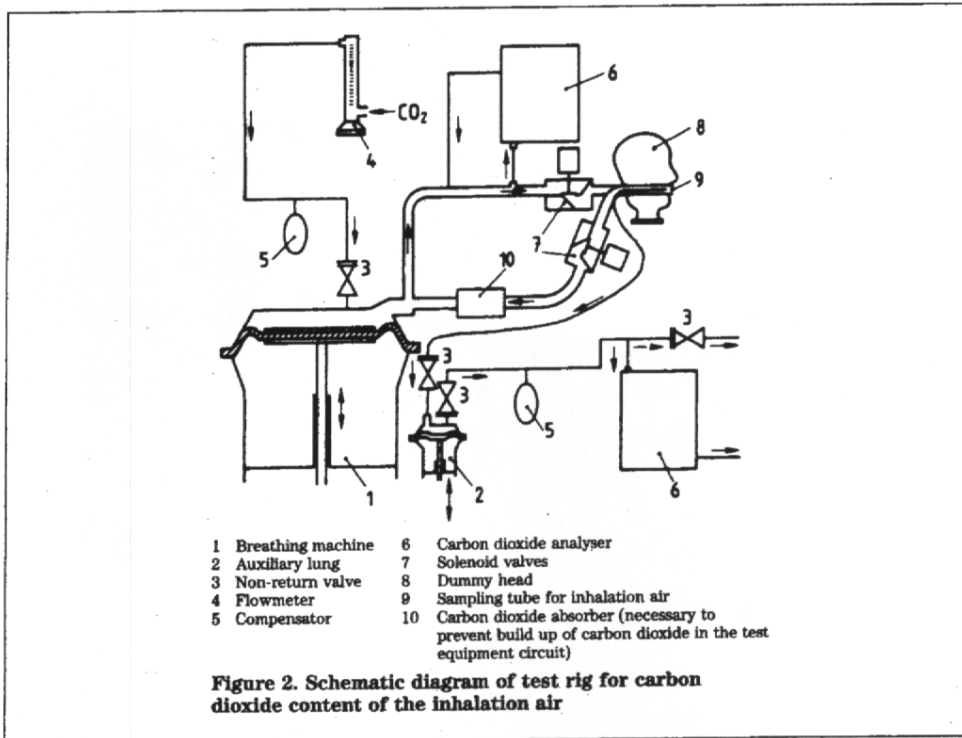 6
CO₂
4
8
9
5
3
7
10
3
3
3
5
1
2
6
1 Breathing machine
2 Auxiliary lung
3 Non-return valve
4 Flowmeter
5 Compensator
6 Carbon dioxide analyser
7 Solenoid valves
8 Dummy head
9 Sampling tube for inhalation air
10 Carbon dioxide absorber (necessary to
prevent build up of carbon dioxide in the test
equipment circuit)
Figure 2. Schematic diagram of test rig for carbon
dioxide content of the inhalation air